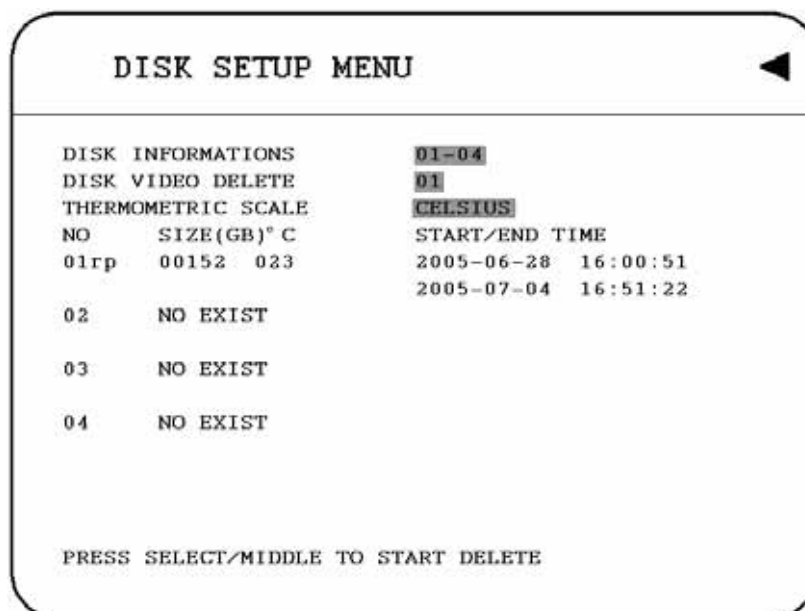 DISK SETUP MENU
DISK INFORMATIONS 01-04
DISK VIDEO DELETE 01
THERMOMETRIC SCALE CELSIUS
NO SIZE(GB)°C START/END TIME
01rp 00152 023 2005-06-28 16:00:51
2005-07-04 16:51:22
02 NO EXIST
03 NO EXIST
04 NO EXIST
PRESS SELECT/MIDDLE TO START DELETE